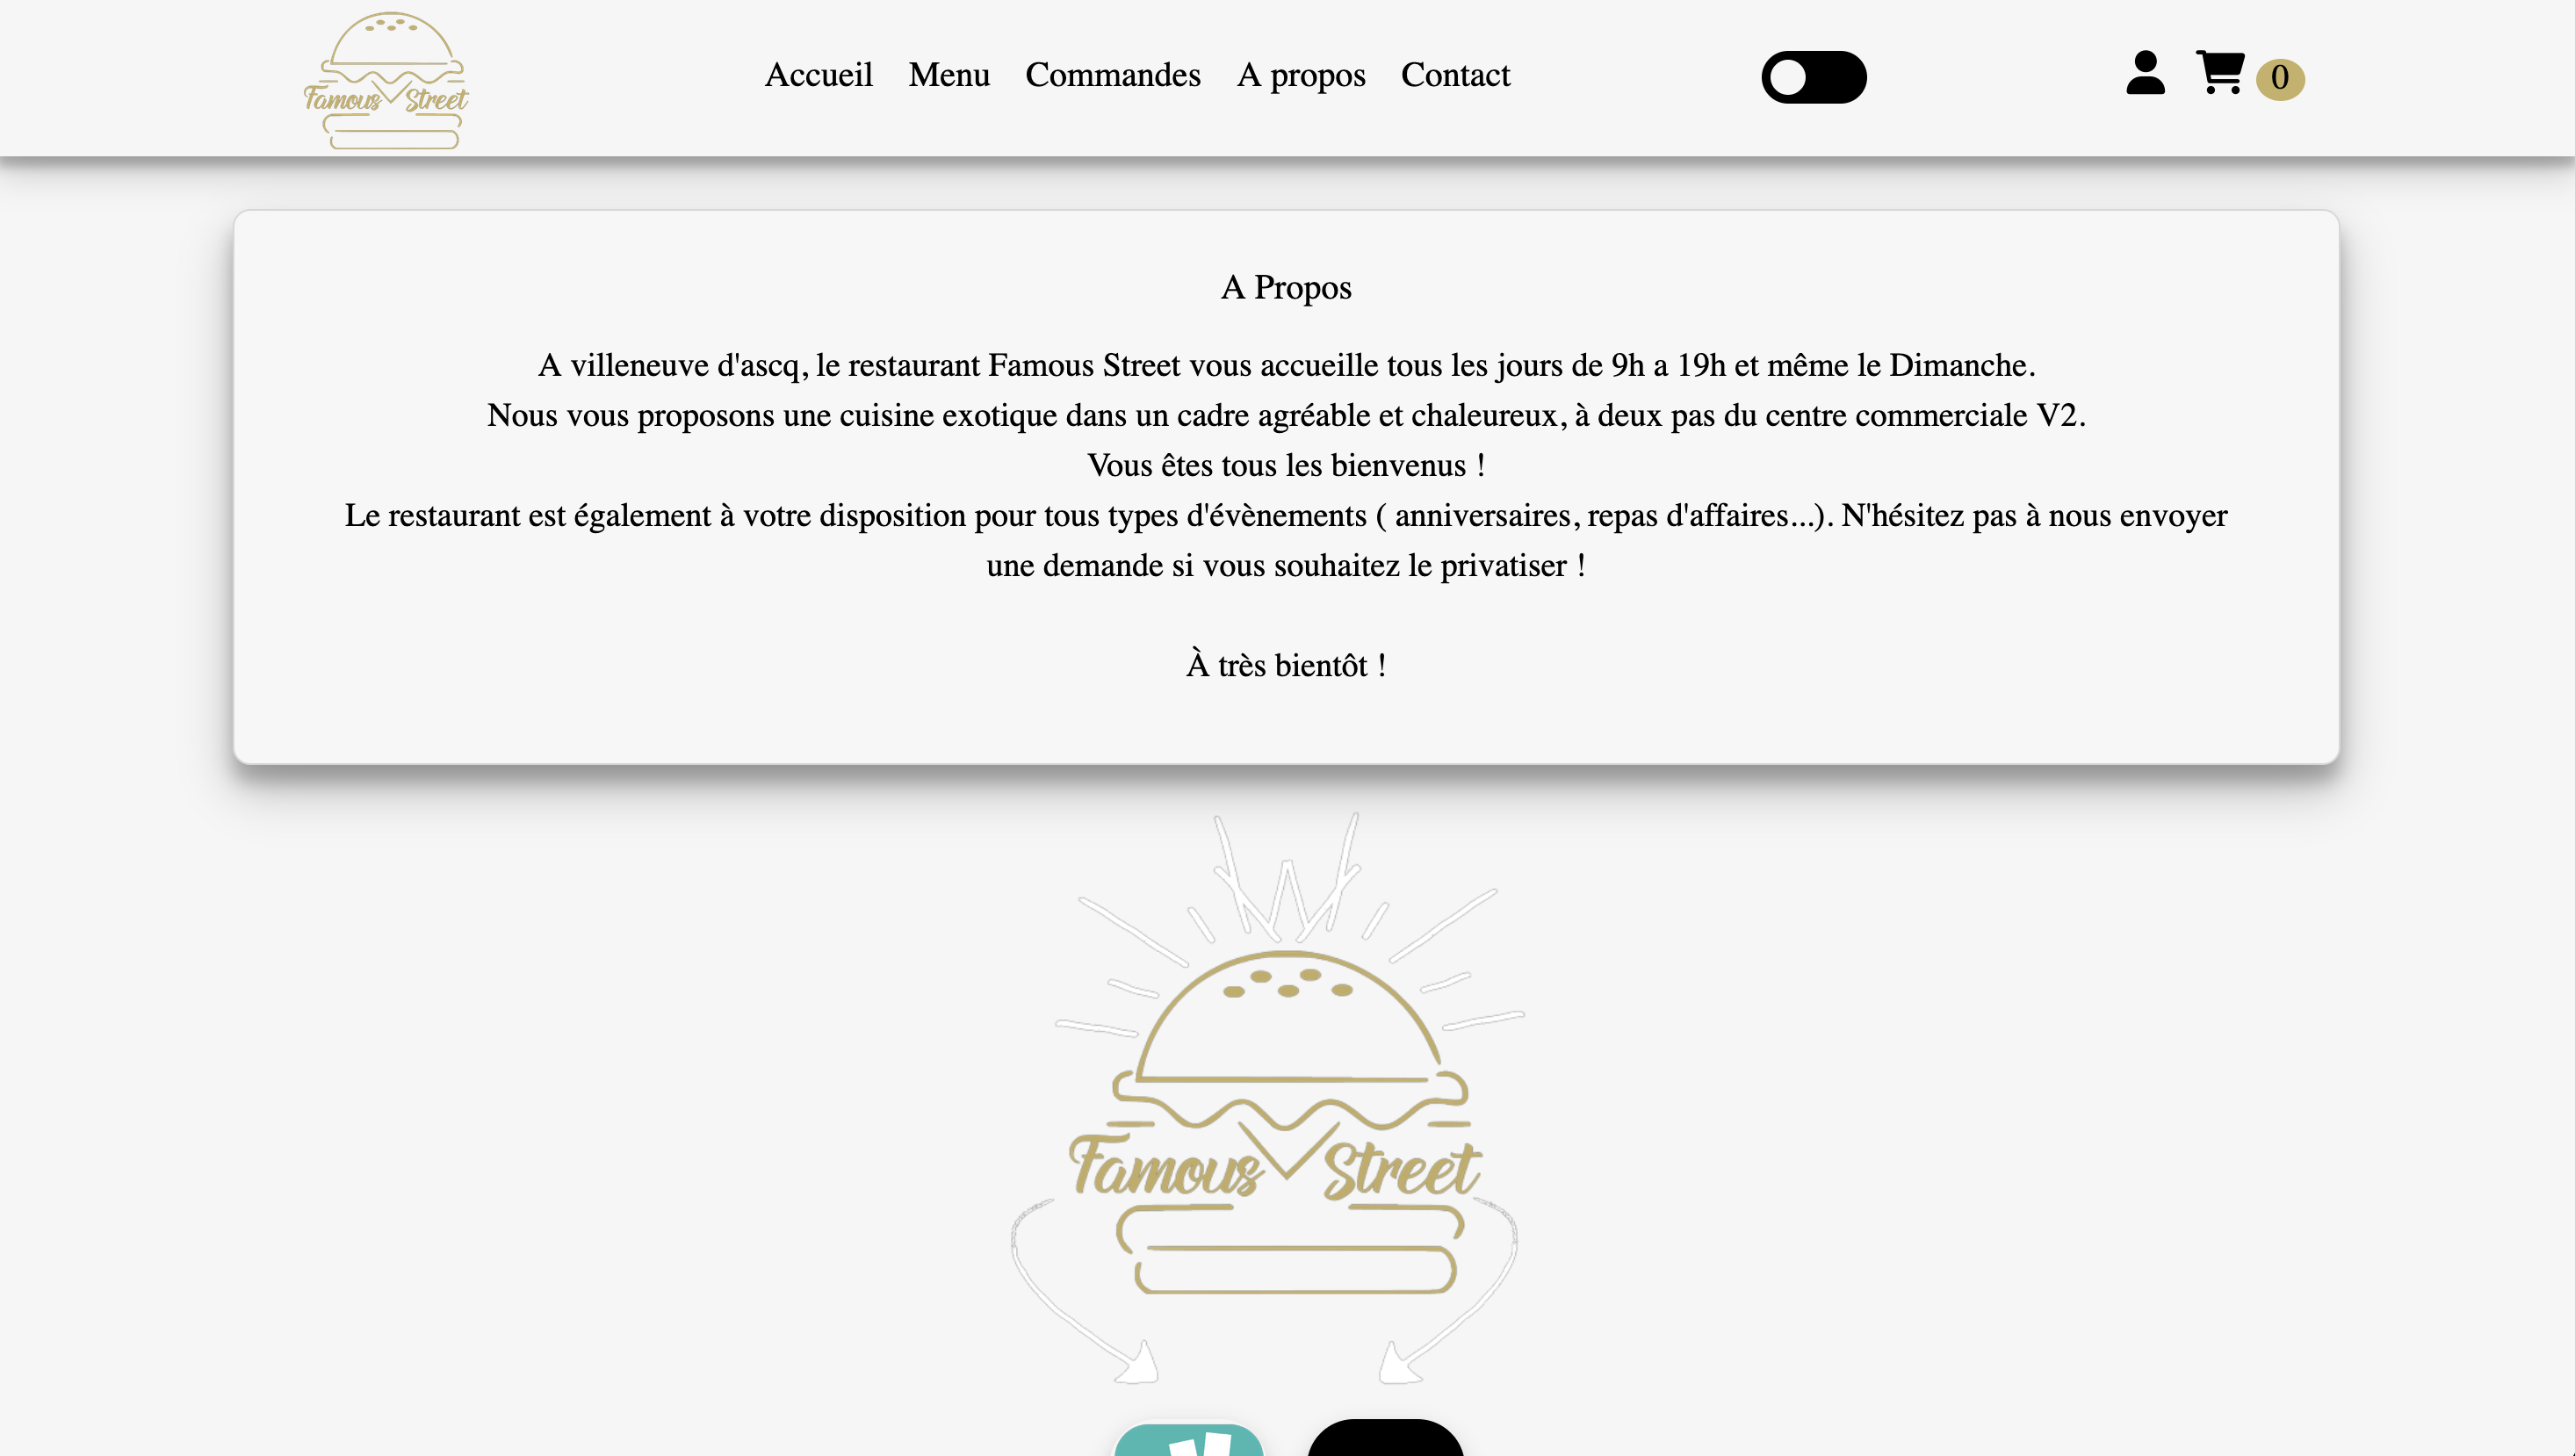 Famous Street
Accueil Menu Commandes A propos Contact
0
A Propos
A villeneuve d'ascq, le restaurant Famous Street vous accueille tous les jours de 9h a 19h et même le Dimanche.
Nous vous proposons une cuisine exotique dans un cadre agréable et chaleureux, à deux pas du centre commerciale V2.
Vous êtes tous les bienvenus !
Le restaurant est également à votre disposition pour tous types d'évènements ( anniversaires, repas d'affaires...). N'hésitez pas à nous envoyer
une demande si vous souhaitez le privatiser !
À très bientôt !
Famous Street